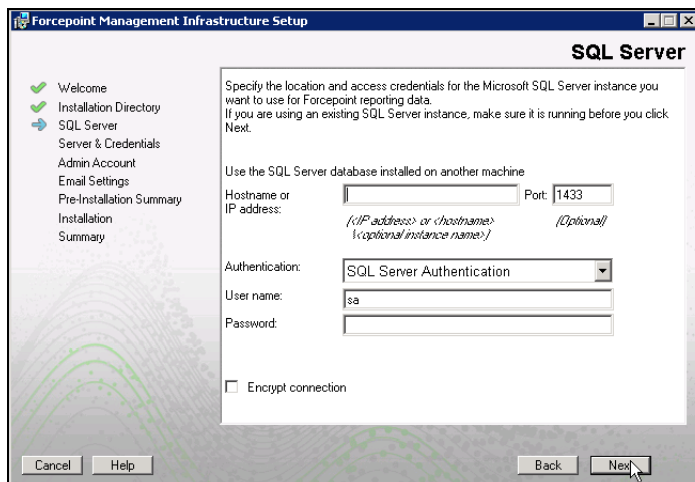 Forcepoint Management Infrastructure Setup
SQL Server
Welcome
Installation Directory
SQL Server
Server & Credentials
Admin Account
Email Settings
Pre-Installation Summary
Installation
Summary
Specify the location and access credentials for the Microsoft SQL Server instance you
want to use for Forcepoint reporting data.
If you are using an existing SQL Server instance, make sure it is running before you click
Next.
Use the SQL Server database installed on another machine
Hostname or
IP address:
Port: 1433
(<IP address> or <hostname>
\<optional instance name>)
(Optional)
Authentication: SQL Server Authentication
User name: sa
Password:
Encrypt connection
Cancel Help Back Next